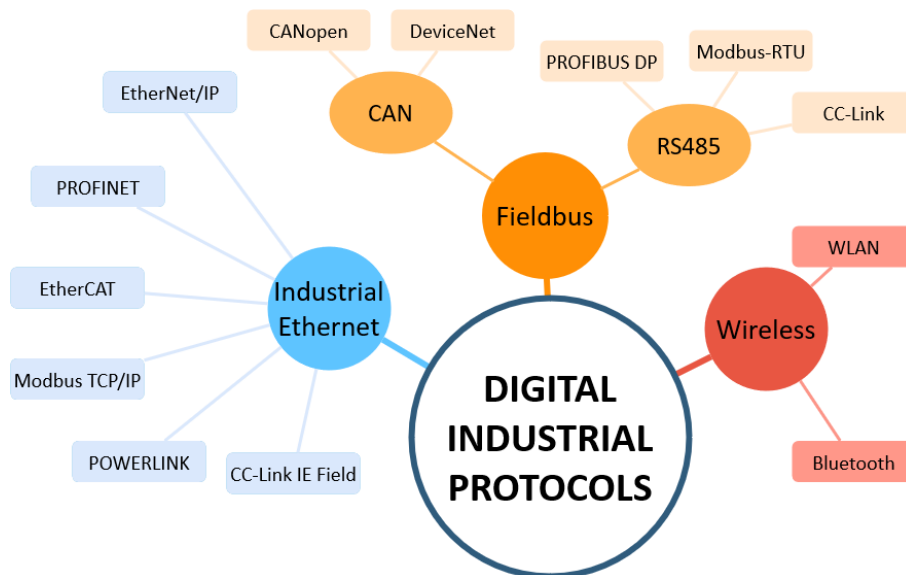 CANopen
DeviceNet
PROFIBUS DP
Modbus-RTU
EtherNet/IP
CAN
CC-Link
RS485
PROFINET
Fieldbus
WLAN
EtherCAT
Industrial
Ethernet
Wireless
Modbus TCP/IP
DIGITAL
INDUSTRIAL
PROTOCOLS
POWERLINK
CC-Link IE Field
Bluetooth